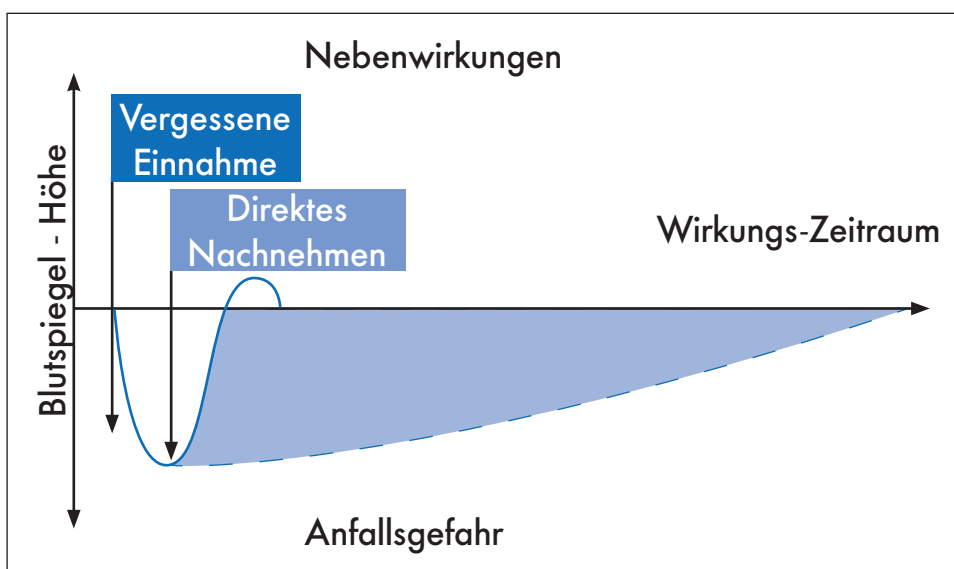 Nebenwirkungen
Vergessene
Einnahme
Direktes
Nachnehmen
Wirkungs-Zeitraum
Blutspiegel - Höhe
Anfallsgefahr